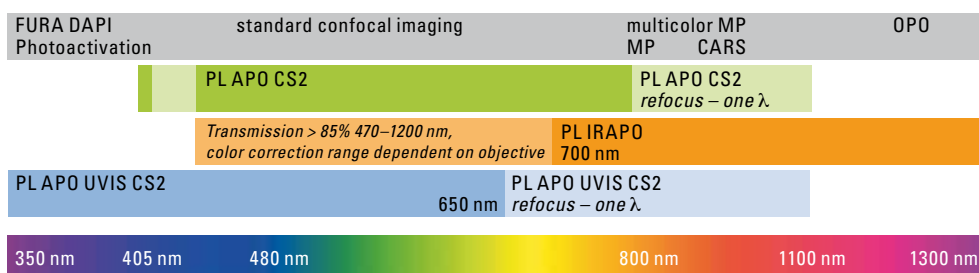 FURA DAPI
Photoactivation
standard confocal imaging
multicolor MP
MP CARS
OPO
PL APO CS2
PL APO CS2
refocus – one λ
Transmission > 85% 470–1200 nm,
color correction range dependent on objective
PL IRAPO
700 nm
PL APO UVIS CS2
650 nm
PL APO UVIS CS2
refocus – one λ
350 nm 405 nm 480 nm 800 nm 1100 nm 1300 nm